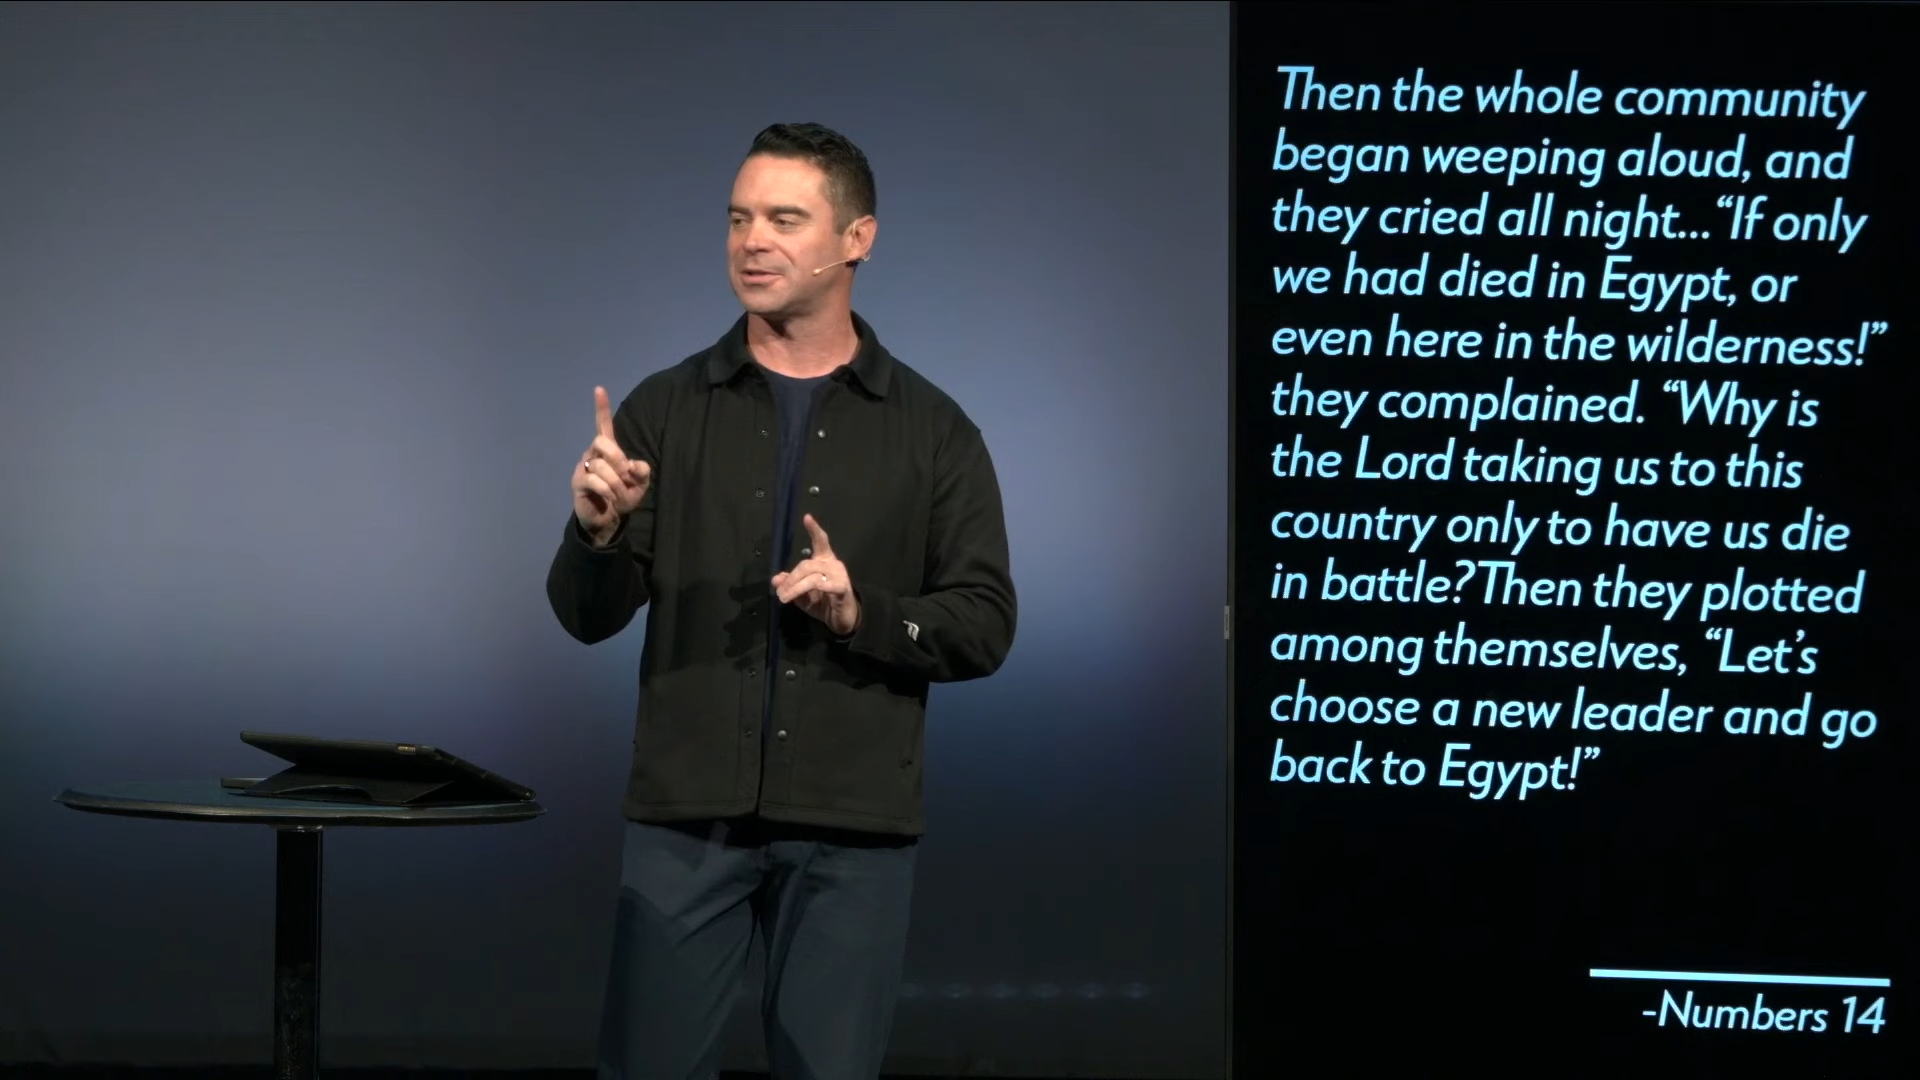 Then the whole community
began weeping aloud, and
they cried all night...“If only
we had died in Egypt, or
even here in the wilderness!”
they complained. “Why is
the Lord taking us to this
country only to have us die
in battle?Then they plotted
among themselves, “Let’s
choose a new leader and go
back to Egypt!”
-Numbers 14